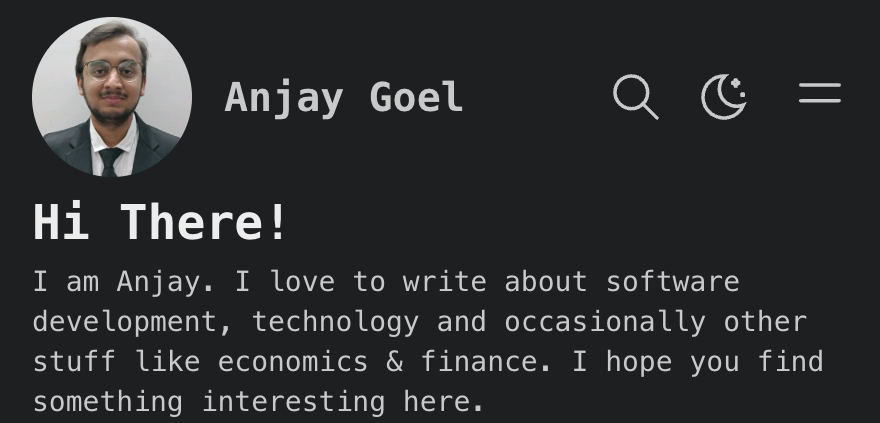 Anjay Goel
Hi There!
I am Anjay. I love to write about software
development, technology and occasionally other
stuff like economics & finance. I hope you find
something interesting here.